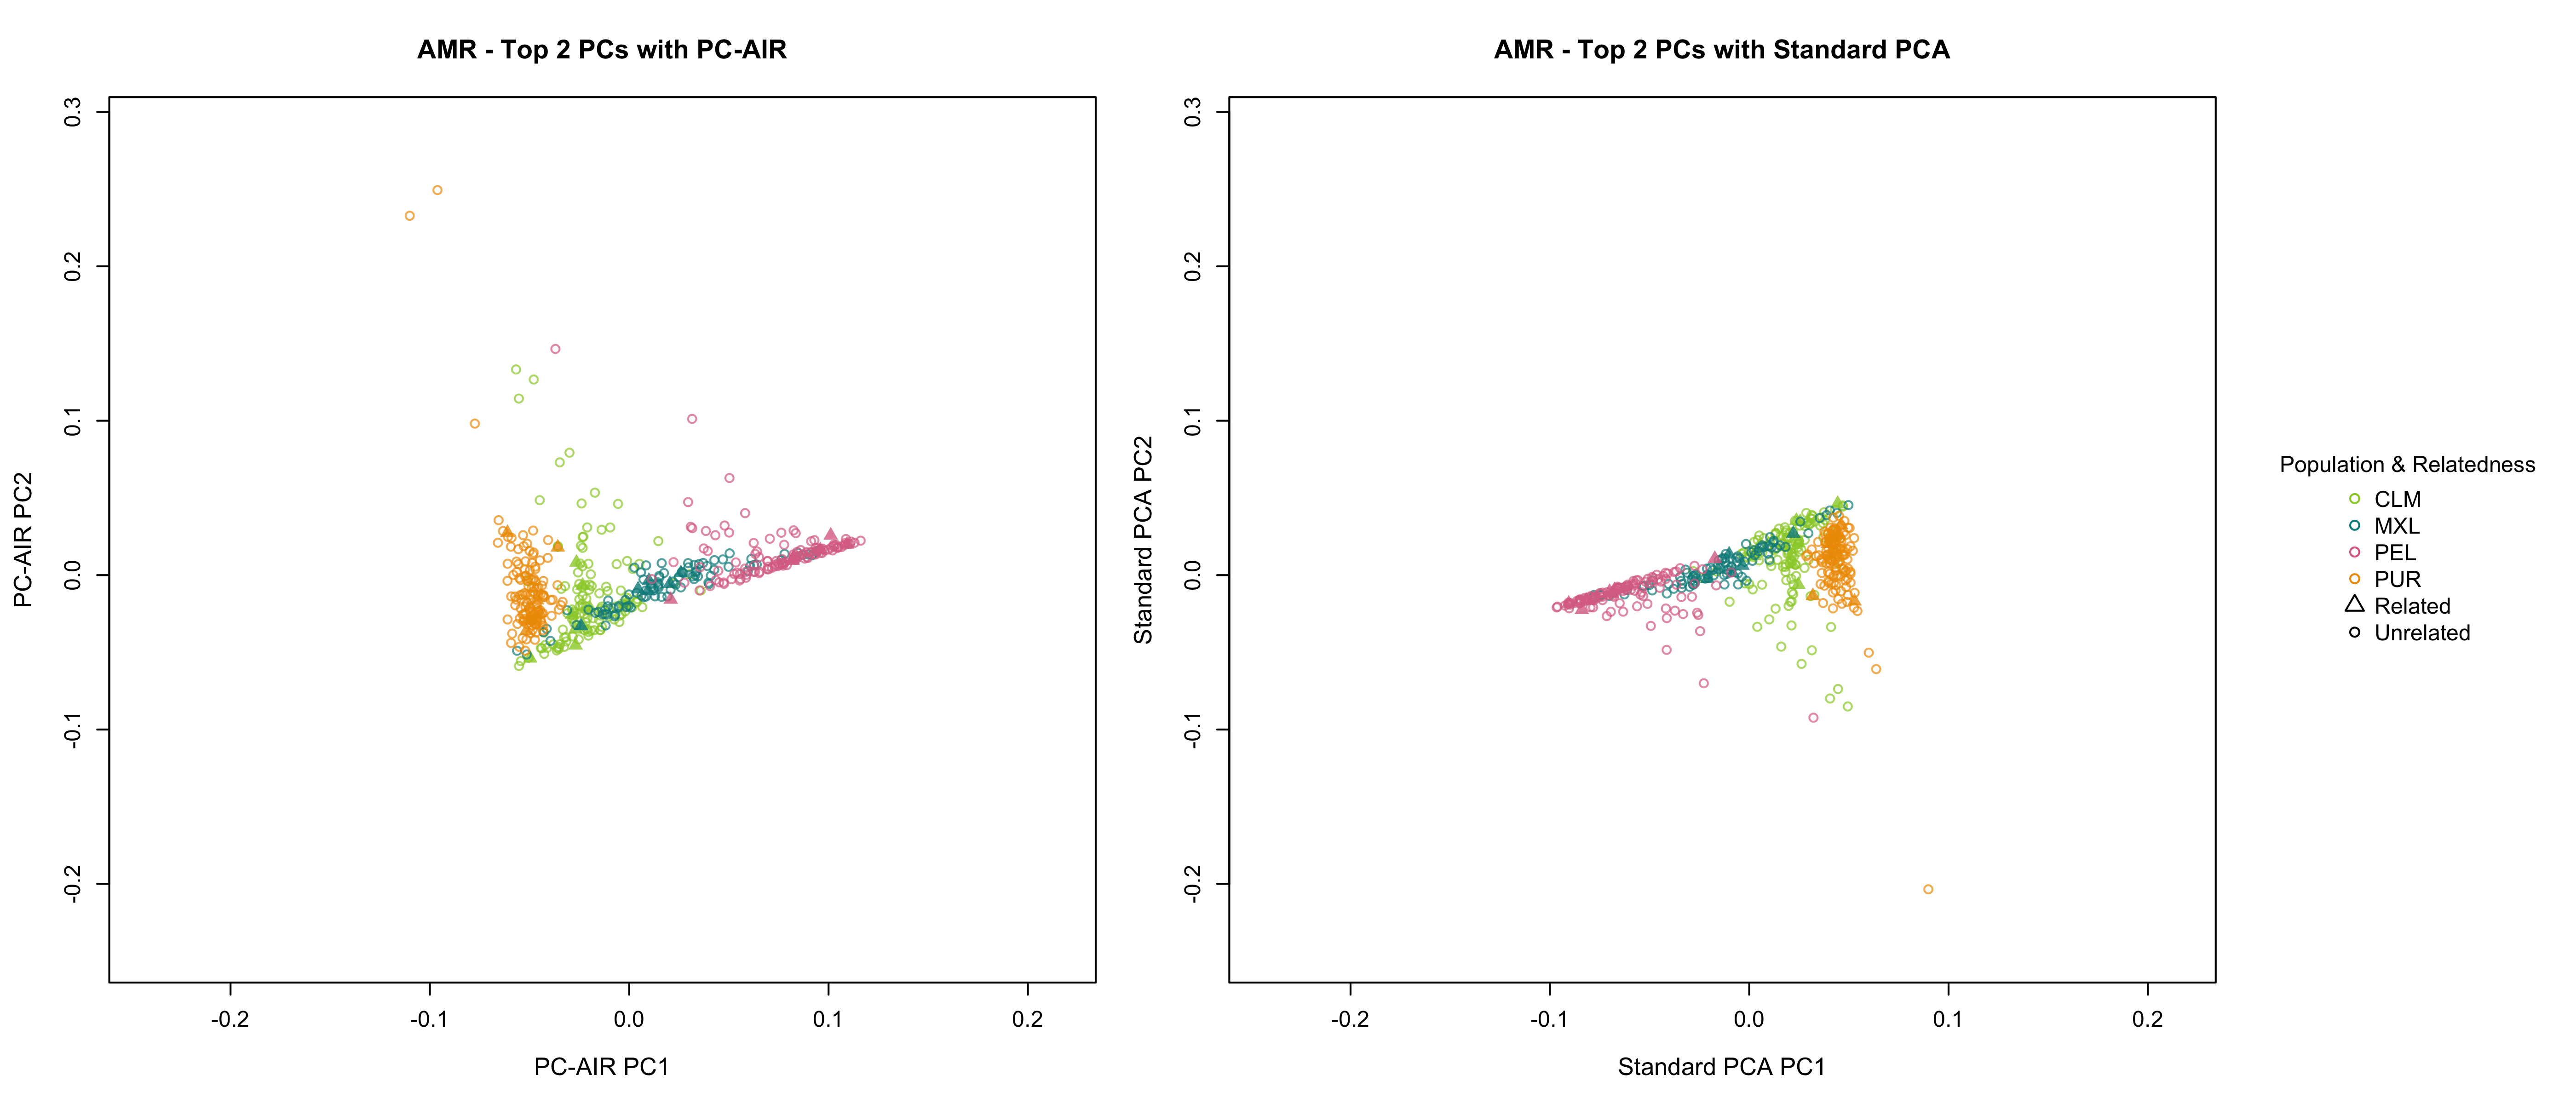 AMR - Top 2 PCs with PC-AIR
0.3
0.2
0.1
0.0
-0.1
-0.2
PC-AIR PC2
-0.2
-0.1
0.0
0.1
0.2
PC-AIR PC1
AMR - Top 2 PCs with Standard PCA
0.3
0.2
0.1
0.0
-0.1
-0.2
Standard PCA PC2
-0.2
-0.1
0.0
0.1
0.2
Standard PCA PC1
Population & Relatedness
CLM
MXL
PEL
PUR
Related
Unrelated